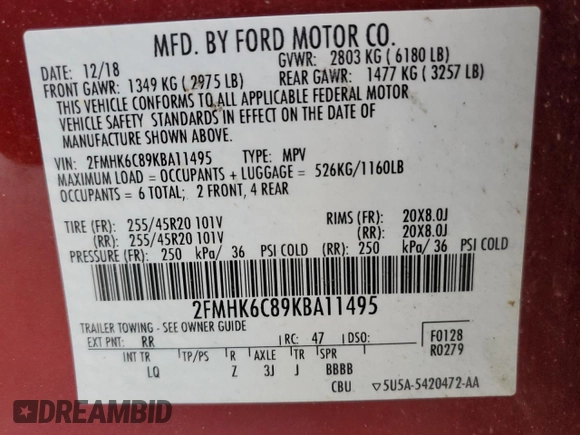 MFD. BY FORD MOTOR CO.
DATE: 12/18 GVWR: 2803 KG ( 6180 LB)
FRONT GAWR: 1349 KG ( 2975 LB) REAR GAWR: 1477 KG ( 3257 LB)
THIS VEHICLE CONFORMS TO ALL APPLICABLE FEDERAL MOTOR
VEHICLE SAFETY STANDARDS IN EFFECT ON THE DATE OF
MANUFACTURE SHOWN ABOVE.
VIN: 2FMHK6C89KBA11495 TYPE: MPV
MAXIMUM LOAD = OCCUPANTS + LUGGAGE = 526KG/1160LB
OCCUPANTS = 6 TOTAL; 2 FRONT, 4 REAR
TIRE (FR): 255/45R20 101V RIMS (FR): 20X8.0J
(RR): 255/45R20 101V (RR): 20X8.0J
PRESSURE (FR): 250 kPa/ 36 PSI COLD (RR): 250 kPa/ 36 PSI COLD
2FMHK6C89KBA11495
TRAILER TOWING - SEE OWNER GUIDE
EXT PNT: RR RC: 47 DSO: F0128
INT TR TP/PS R AXLE TR SPR R0279
LQ Z 3J J BBBB
CBU ▽5U5A-5420472-AA
DREAMBID